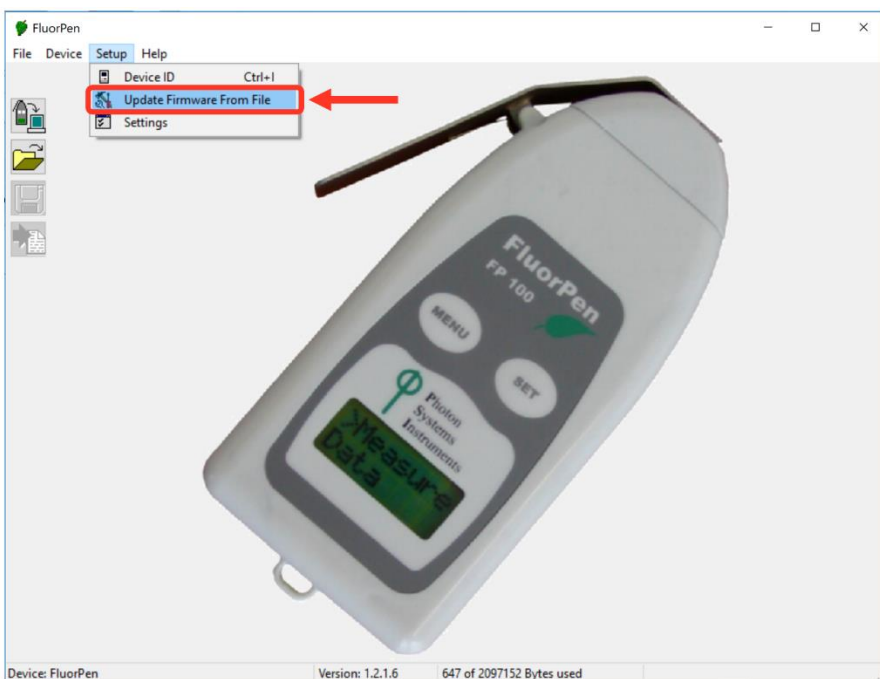 FluorPen
File Device Setup Help
Device ID Ctrl+I
Update Firmware From File
Settings
FluorPen
FP 100
MENU
SET
Photon
Systems
Instruments
>Measure
Data
Device: FluorPen Version: 1.2.1.6 647 of 2097152 Bytes used